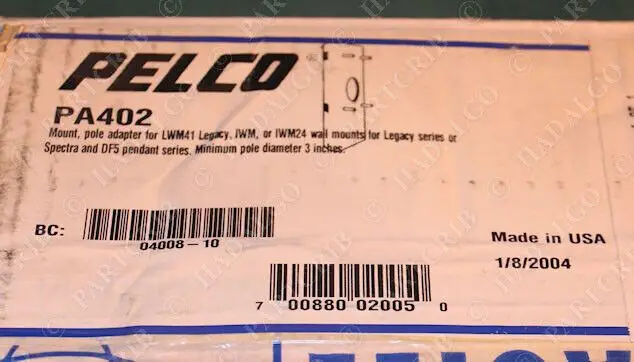 PELCO
PA402
Mount, pole adapter for LWM41 Legacy, IWM, or IWM24 wall mounts for Legacy series or
Spectra and DF5 pendant series. Minimum pole diameter 3 inches.
BC:
04008-10
Made in USA
1/8/2004
7 00880 02005 0
© PARTCRIB
© HADALGO